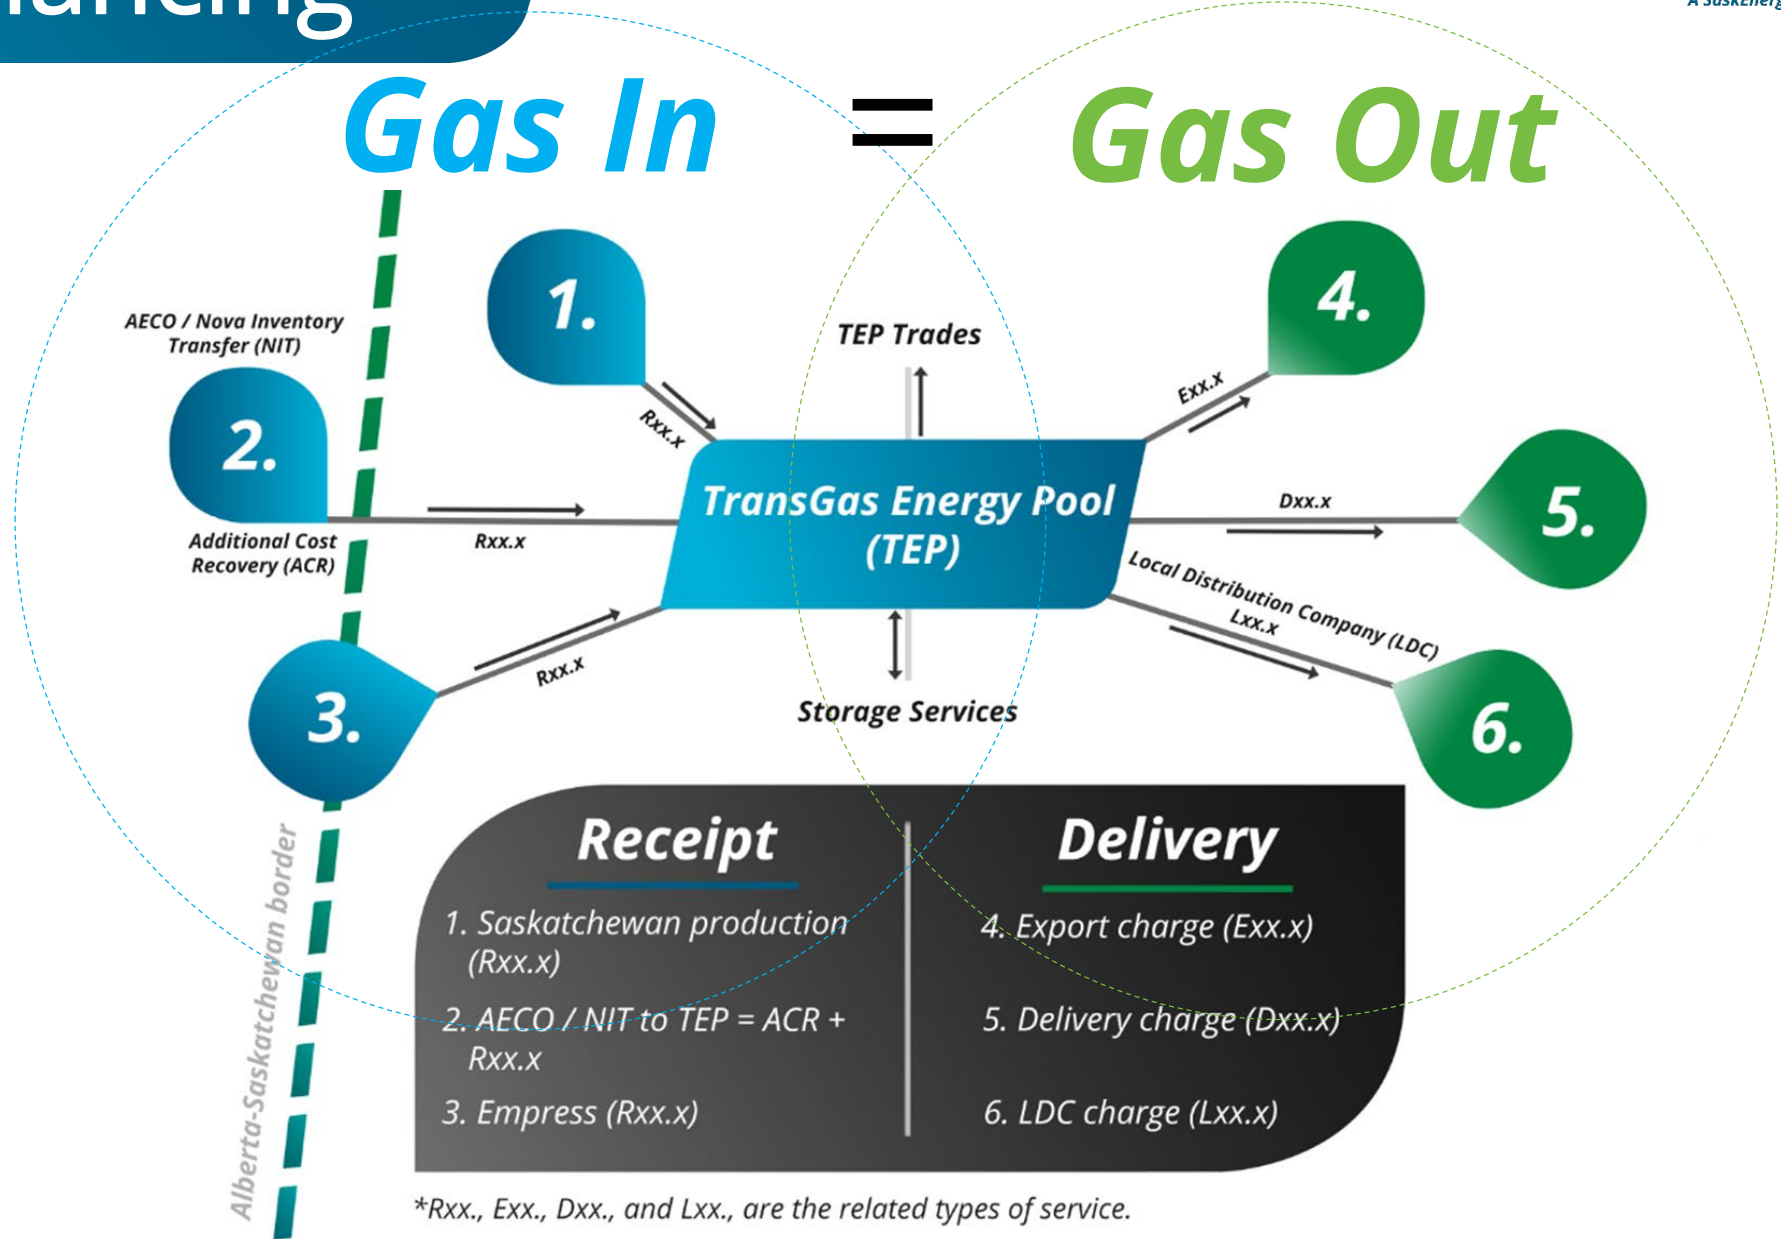 A SaskEnerg
Gas In = Gas Out
1.
4.
AECO / Nova Inventory
Transfer (NIT)
TEP Trades
2.
Rxx.x
Exx.x
TransGas Energy Pool
(TEP)
5.
Dxx.x
Additional Cost
Recovery (ACR)
Rxx.x
Local Distribution Company (LDC)
Lxx.x
3.
Rxx.x
Storage Services
6.
Alberta-Saskatchewan border
Receipt
1. Saskatchewan production
(Rxx.x)
2. AECO / NIT to TEP = ACR +
Rxx.x
3. Empress (Rxx.x)
Delivery
4. Export charge (Exx.x)
5. Delivery charge (Dxx.x)
6. LDC charge (Lxx.x)
*Rxx., Exx., Dxx., and Lxx., are the related types of service.